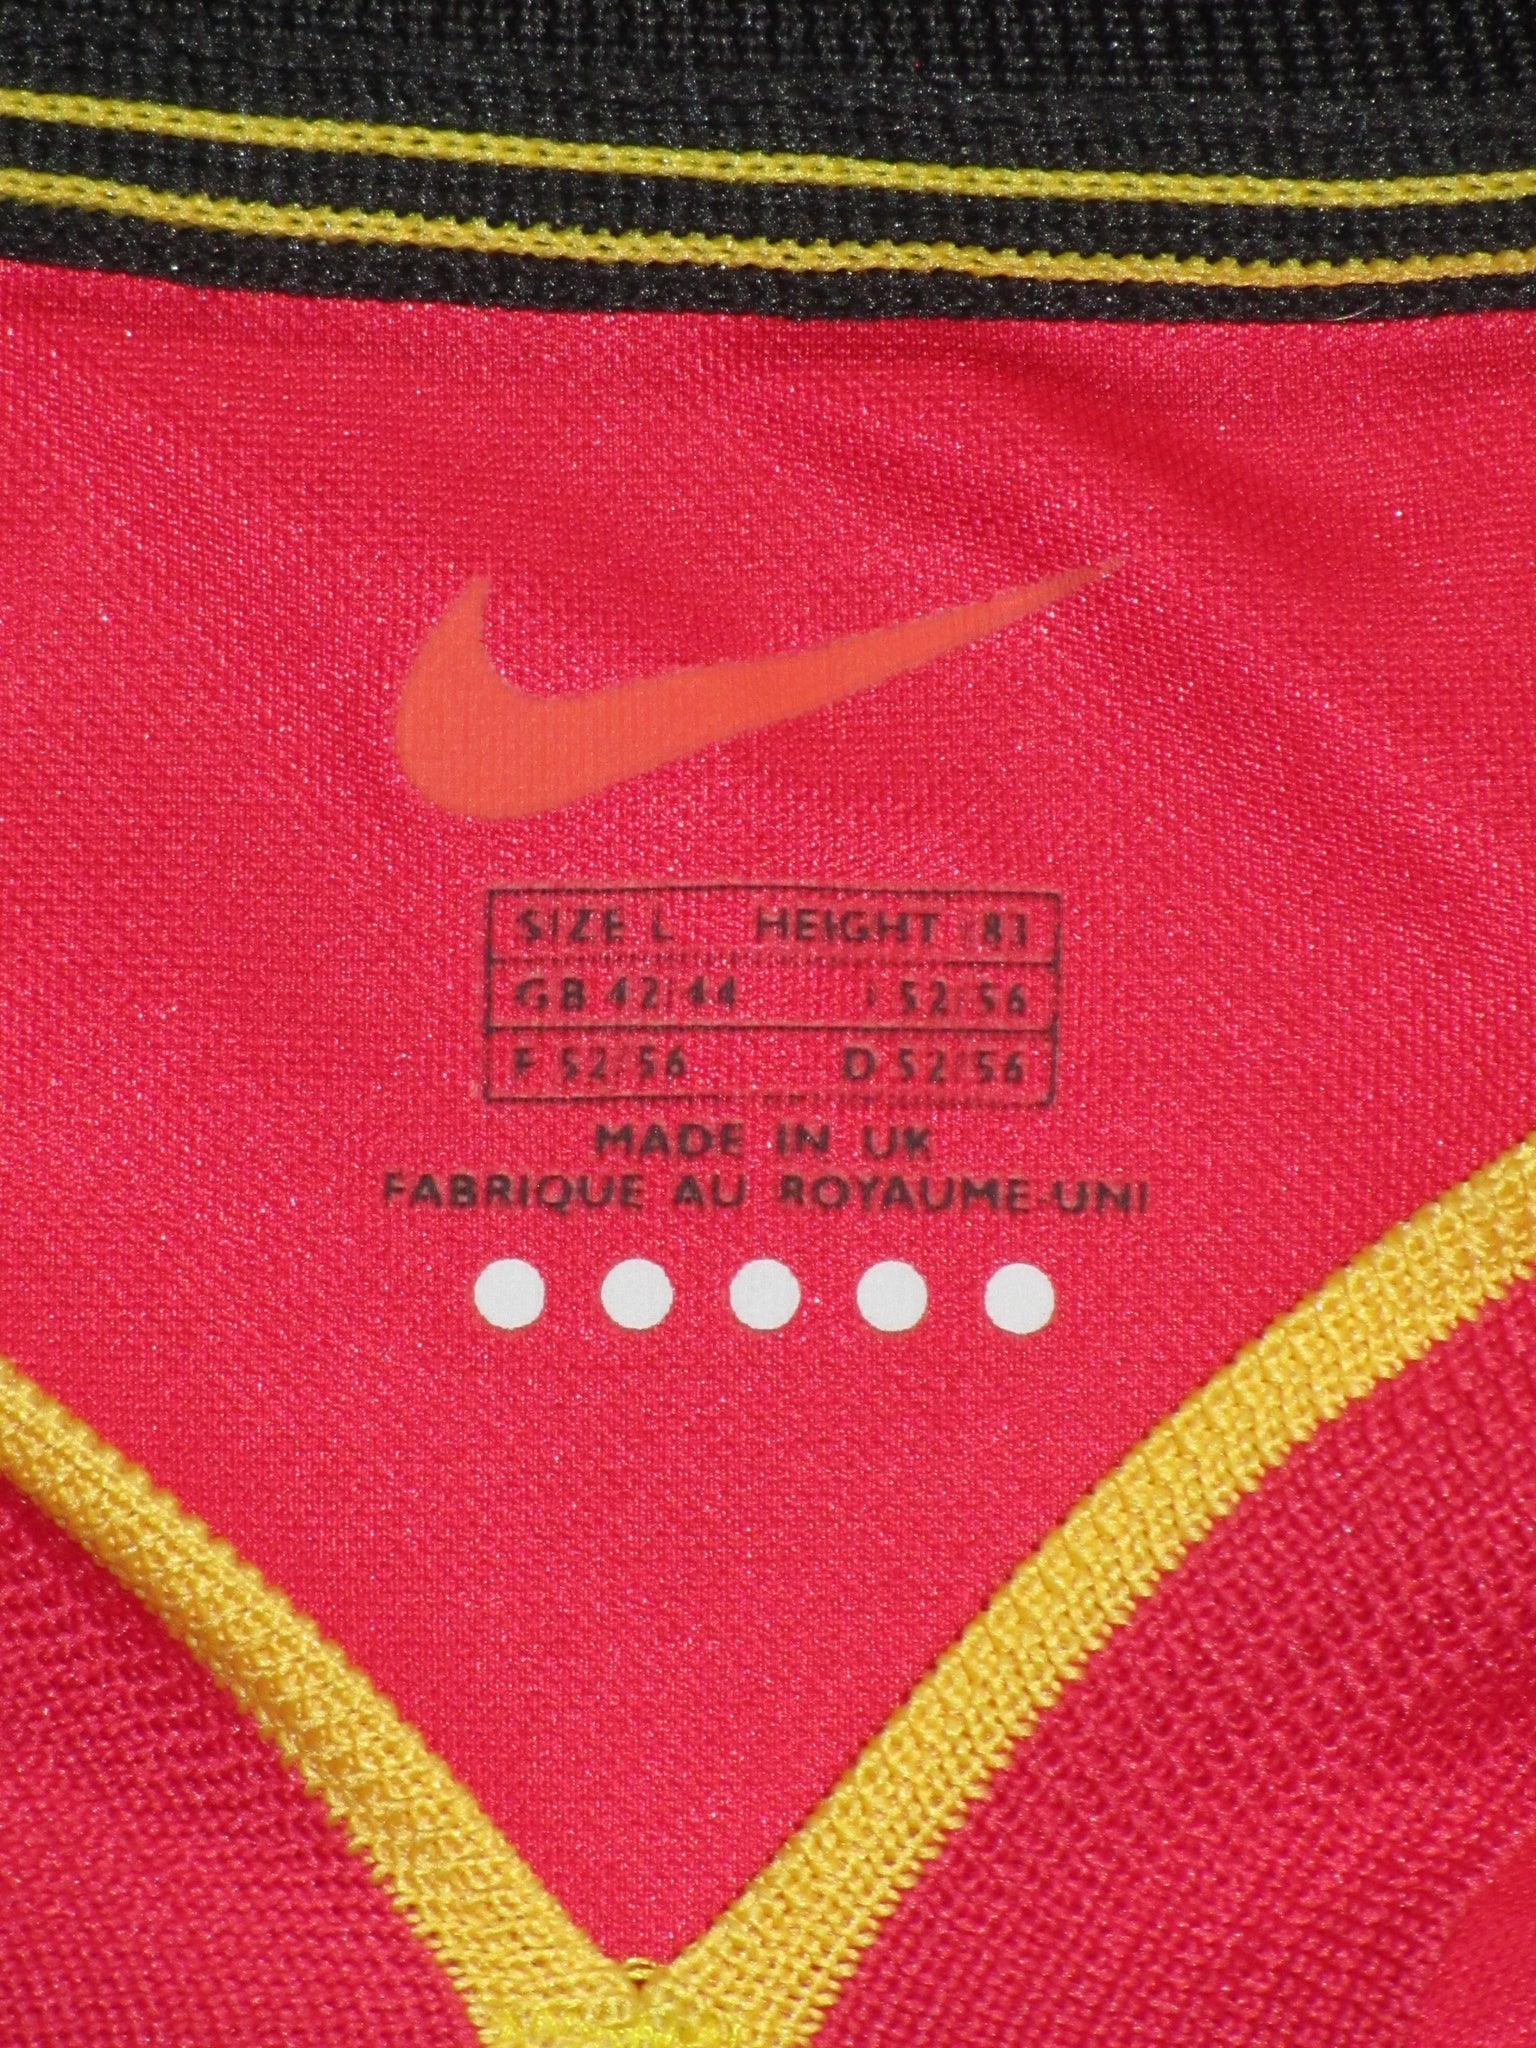 SIZE L HEIGHT 183
GB 42/44 I 52/56
F 52/56 D 52/56
MADE IN UK
FABRIQUE AU ROYAUME-UNI